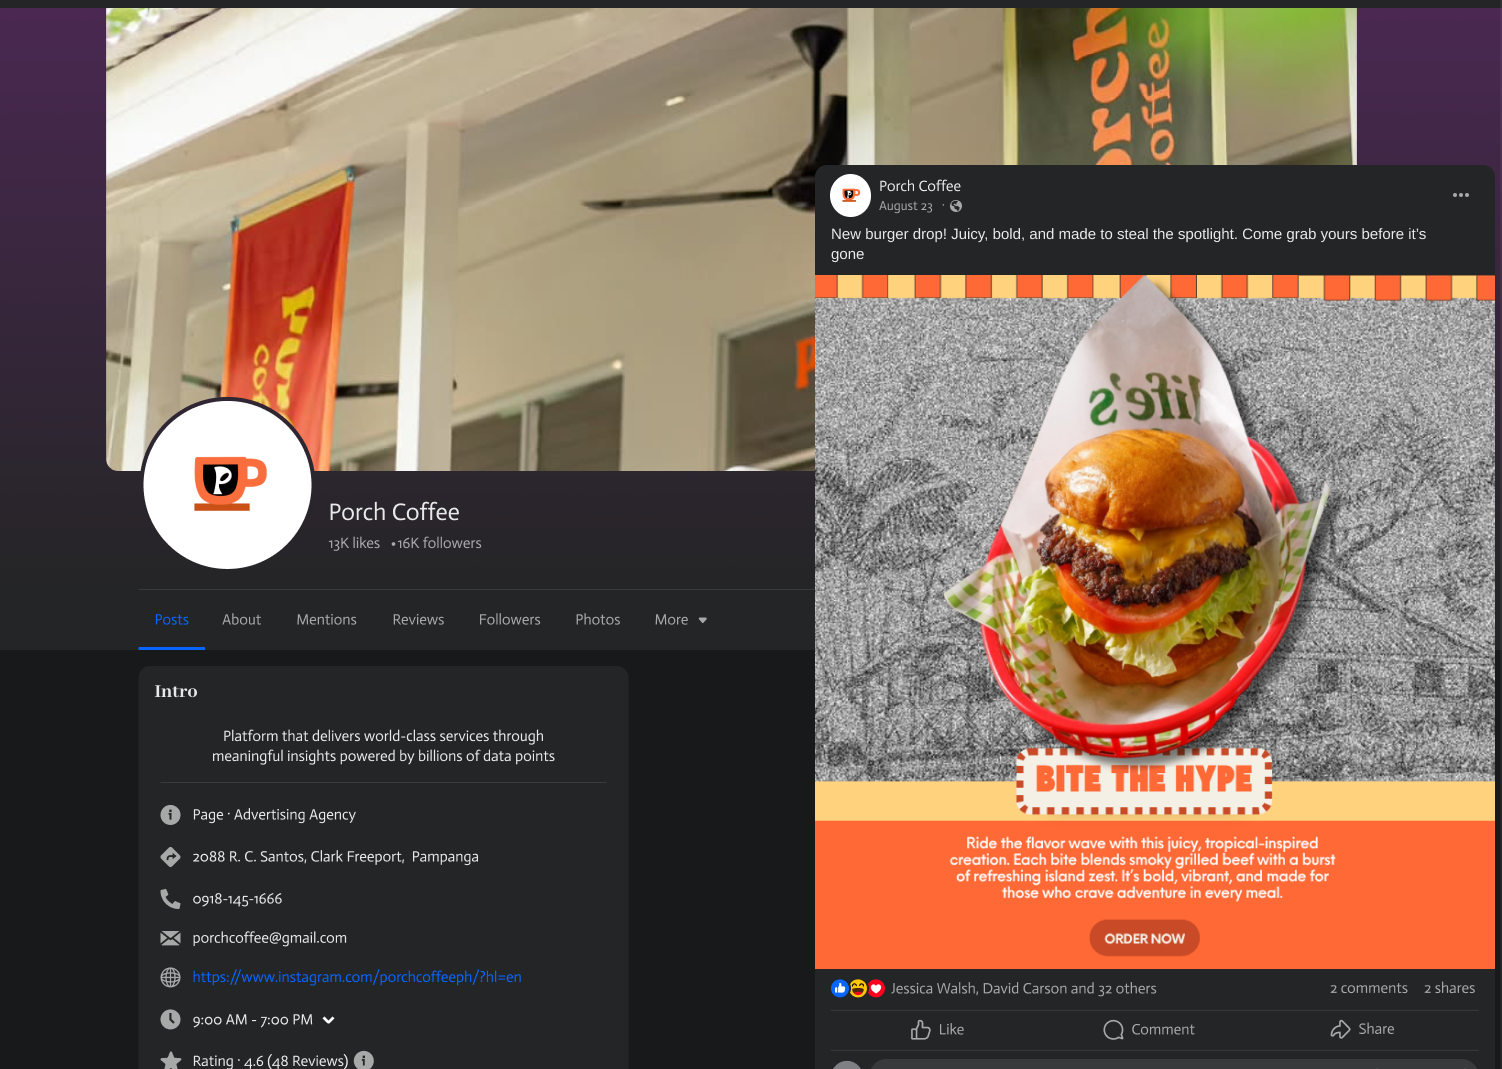 orch
offee
P
Porch Coffee
13K likes •16K followers
Posts About Mentions Reviews Followers Photos More
Intro
Platform that delivers world-class services through
meaningful insights powered by billions of data points
Page · Advertising Agency
2088 R. C. Santos, Clark Freeport, Pampanga
0918-145-1666
porchcoffee@gmail.com
https://www.instagram.com/porchcoffeeph/?hl=en
9:00 AM - 7:00 PM
Rating · 4.6 (48 Reviews)
Porch Coffee
August 23 ·
New burger drop! Juicy, bold, and made to steal the spotlight. Come grab yours before it's
gone
life's
BITE THE HYPE
Ride the flavor wave with this juicy, tropical-inspired
creation. Each bite blends smoky grilled beef with a burst
of refreshing island zest. It's bold, vibrant, and made for
those who crave adventure in every meal.
ORDER NOW
Jessica Walsh, David Carson and 32 others
2 comments 2 shares
Like Comment Share